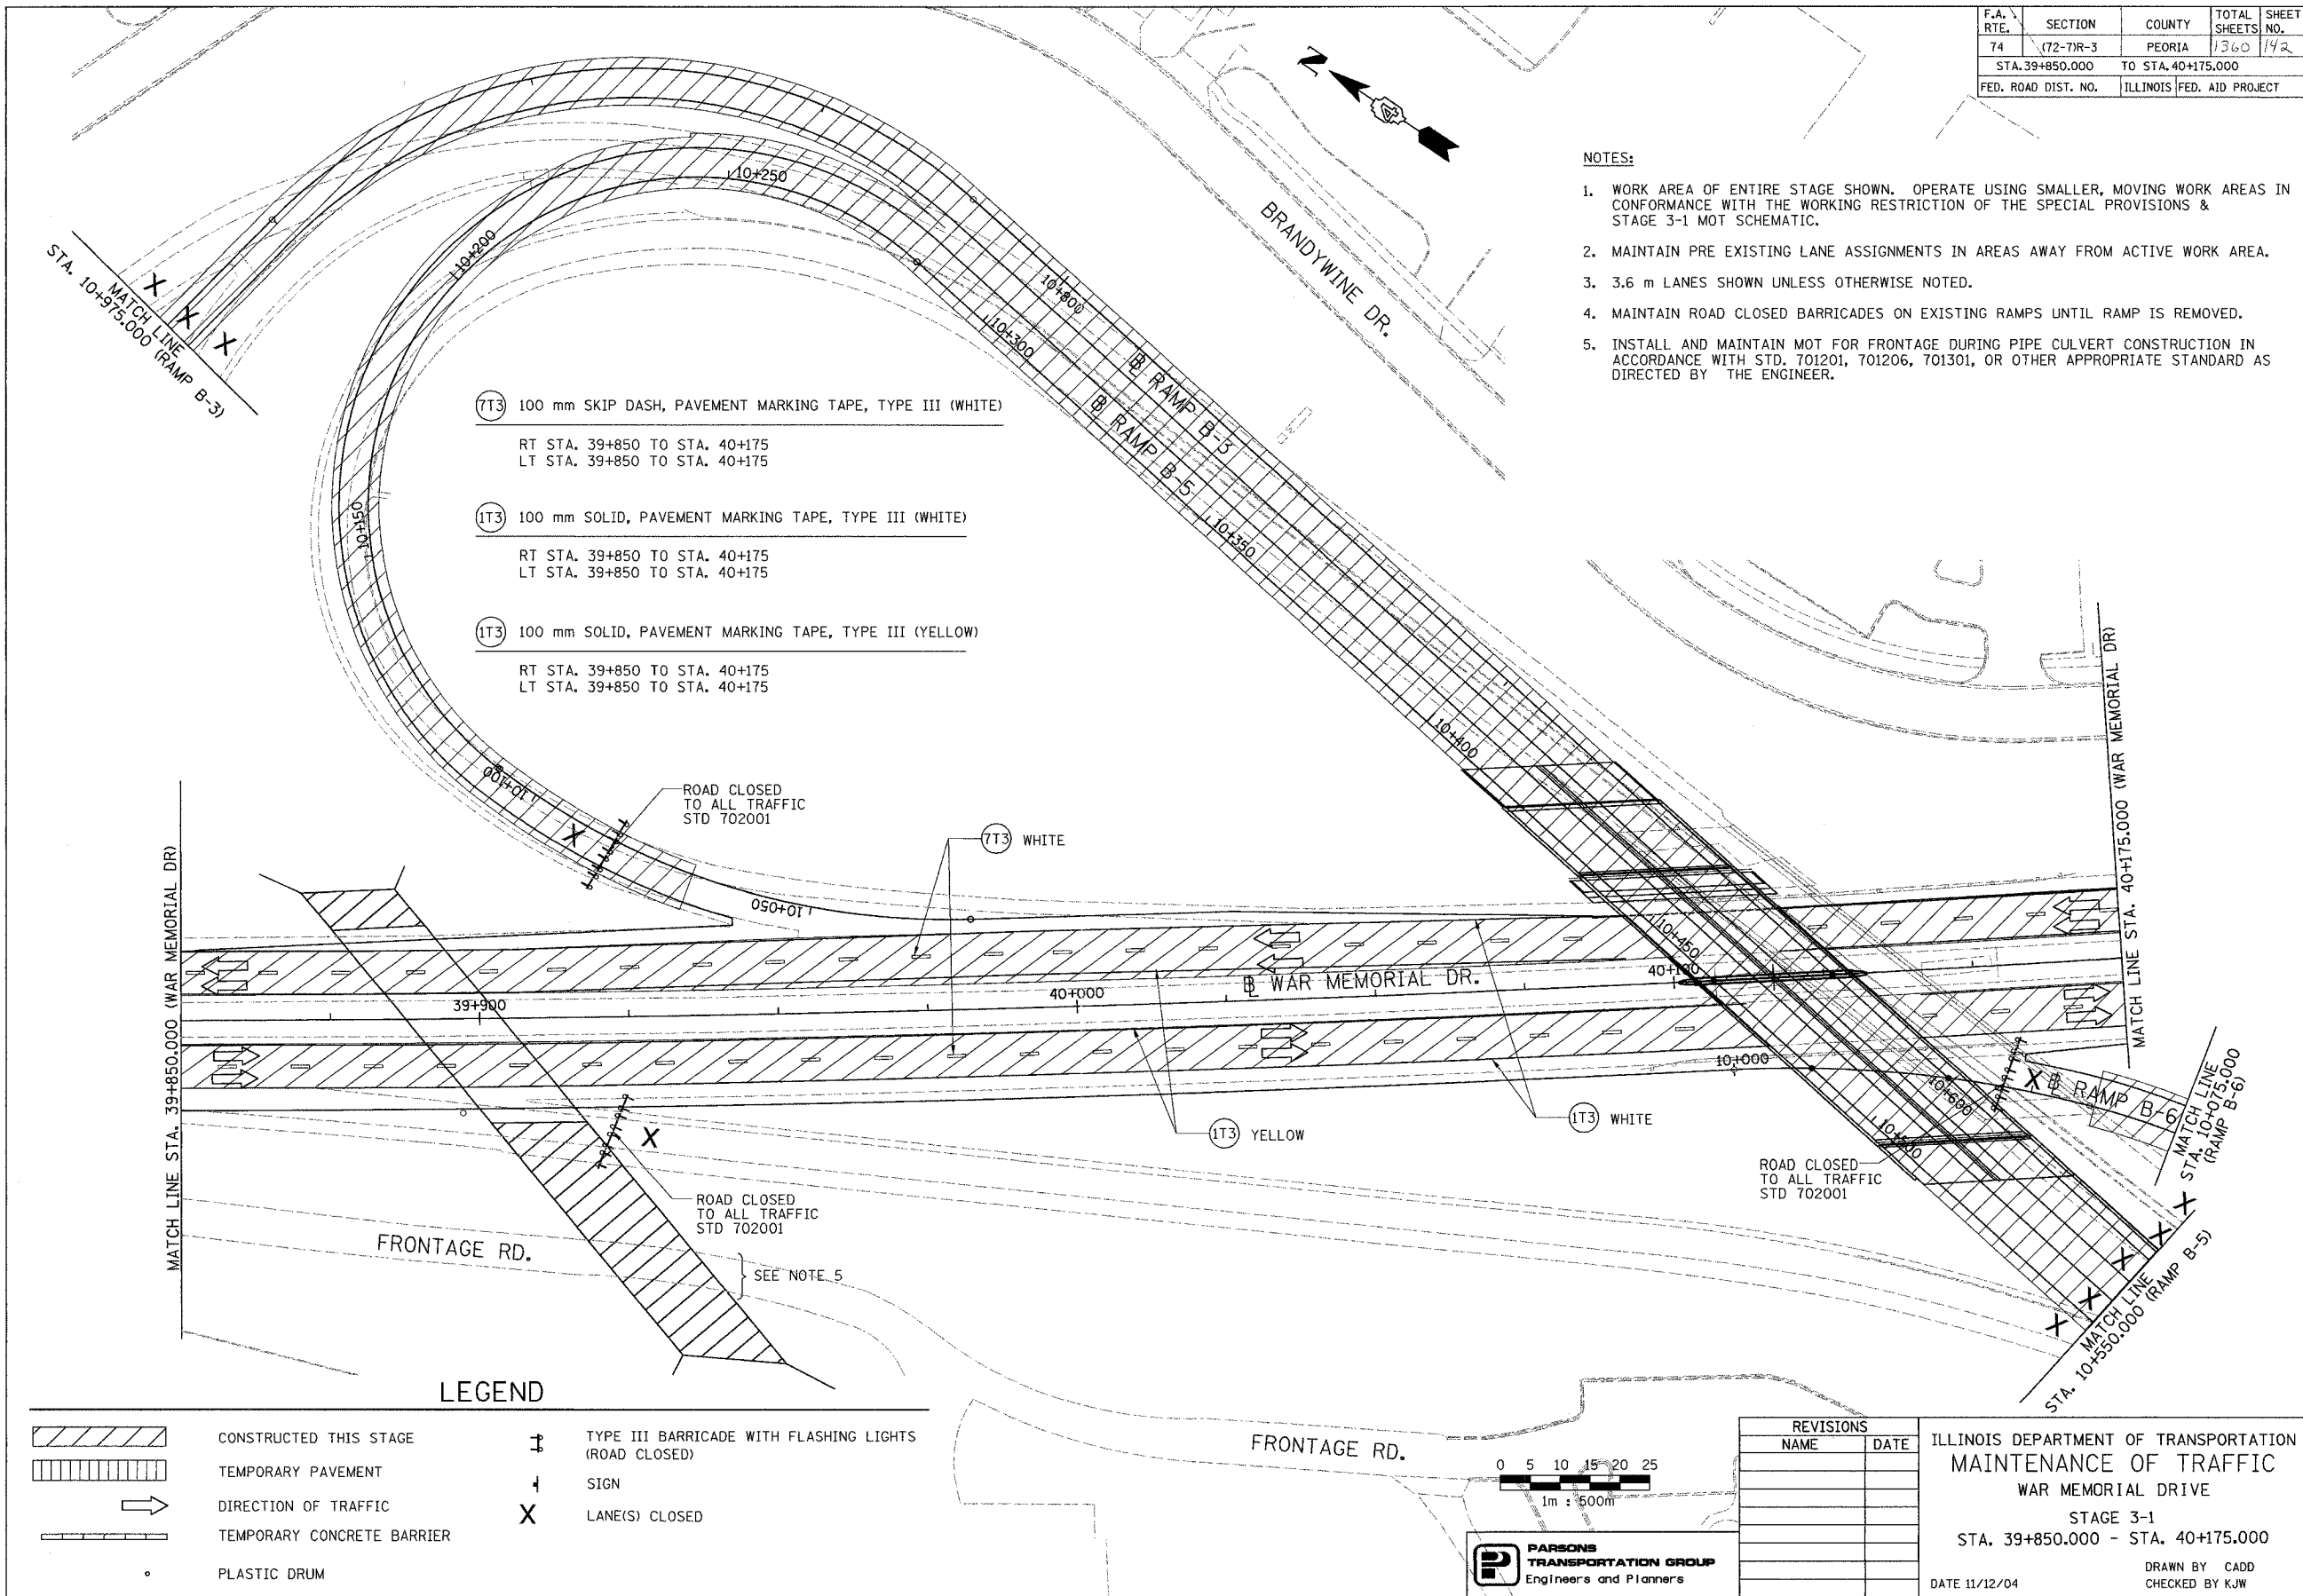 F.A. RTE. SECTION COUNTY TOTAL SHEETS SHEET NO.
74 (72-7)R-3 PEORIA 1360 142
STA. 39+850.000 TO STA. 40+175.000
FED. ROAD DIST. NO. ILLINOIS FED. AID PROJECT
N
4
BRANDYWINE DR.
NOTES:
1. WORK AREA OF ENTIRE STAGE SHOWN. OPERATE USING SMALLER, MOVING WORK AREAS IN
CONFORMANCE WITH THE WORKING RESTRICTION OF THE SPECIAL PROVISIONS &
STAGE 3-1 MOT SCHEMATIC.
2. MAINTAIN PRE EXISTING LANE ASSIGNMENTS IN AREAS AWAY FROM ACTIVE WORK AREA.
3. 3.6 m LANES SHOWN UNLESS OTHERWISE NOTED.
4. MAINTAIN ROAD CLOSED BARRICADES ON EXISTING RAMPS UNTIL RAMP IS REMOVED.
5. INSTALL AND MAINTAIN MOT FOR FRONTAGE DURING PIPE CULVERT CONSTRUCTION IN
ACCORDANCE WITH STD. 701201, 701206, 701301, OR OTHER APPROPRIATE STANDARD AS
DIRECTED BY THE ENGINEER.
MATCH LINE
STA. 10+975.000 (RAMP B-3)
10+250
10+200
10+150
10+100
10+050
10+800
10+300
10+350
10+400
10+450
10+500
10+600
℄ RAMP B-3
℄ RAMP B-5
7T3 100 mm SKIP DASH, PAVEMENT MARKING TAPE, TYPE III (WHITE)
RT STA. 39+850 TO STA. 40+175
LT STA. 39+850 TO STA. 40+175
1T3 100 mm SOLID, PAVEMENT MARKING TAPE, TYPE III (WHITE)
RT STA. 39+850 TO STA. 40+175
LT STA. 39+850 TO STA. 40+175
1T3 100 mm SOLID, PAVEMENT MARKING TAPE, TYPE III (YELLOW)
RT STA. 39+850 TO STA. 40+175
LT STA. 39+850 TO STA. 40+175
ROAD CLOSED
TO ALL TRAFFIC
STD 702001
7T3 WHITE
MATCH LINE STA. 39+850.000 (WAR MEMORIAL DR)
MATCH LINE STA. 40+175.000 (WAR MEMORIAL DR)
39+900
40+000
℄ WAR MEMORIAL DR.
40+100
10+000
1T3 YELLOW
1T3 WHITE
℄ RAMP B-6
MATCH LINE
STA. 10+075.000
(RAMP B-6)
ROAD CLOSED
TO ALL TRAFFIC
STD 702001
ROAD CLOSED
TO ALL TRAFFIC
STD 702001
MATCH LINE
STA. 10+550.000 (RAMP B-5)
FRONTAGE RD.
SEE NOTE 5
LEGEND
CONSTRUCTED THIS STAGE
TEMPORARY PAVEMENT
DIRECTION OF TRAFFIC
TEMPORARY CONCRETE BARRIER
PLASTIC DRUM
TYPE III BARRICADE WITH FLASHING LIGHTS
(ROAD CLOSED)
SIGN
X LANE(S) CLOSED
FRONTAGE RD.
0 5 10 15 20 25
1m : 500m
PARSONS
TRANSPORTATION GROUP
Engineers and Planners
REVISIONS
NAME DATE
ILLINOIS DEPARTMENT OF TRANSPORTATION
MAINTENANCE OF TRAFFIC
WAR MEMORIAL DRIVE
STAGE 3-1
STA. 39+850.000 - STA. 40+175.000
DRAWN BY CADD
DATE 11/12/04 CHECKED BY KJW